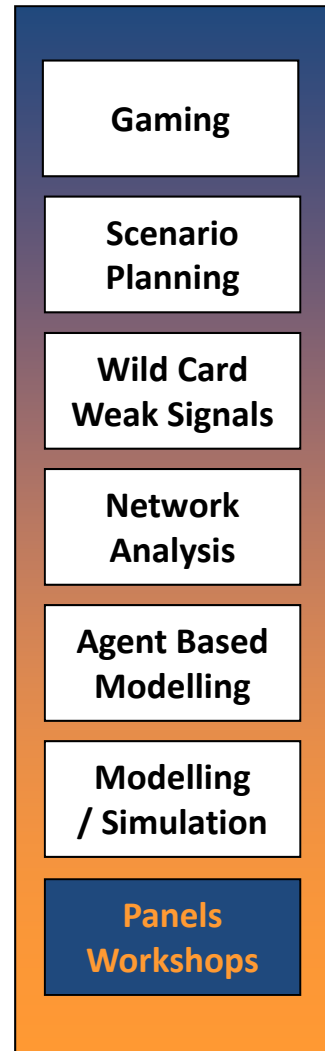 Gaming
Scenario
Planning
Wild Card
Weak Signals
Network
Analysis
Agent Based
Modelling
Modelling
/ Simulation
Panels
Workshops